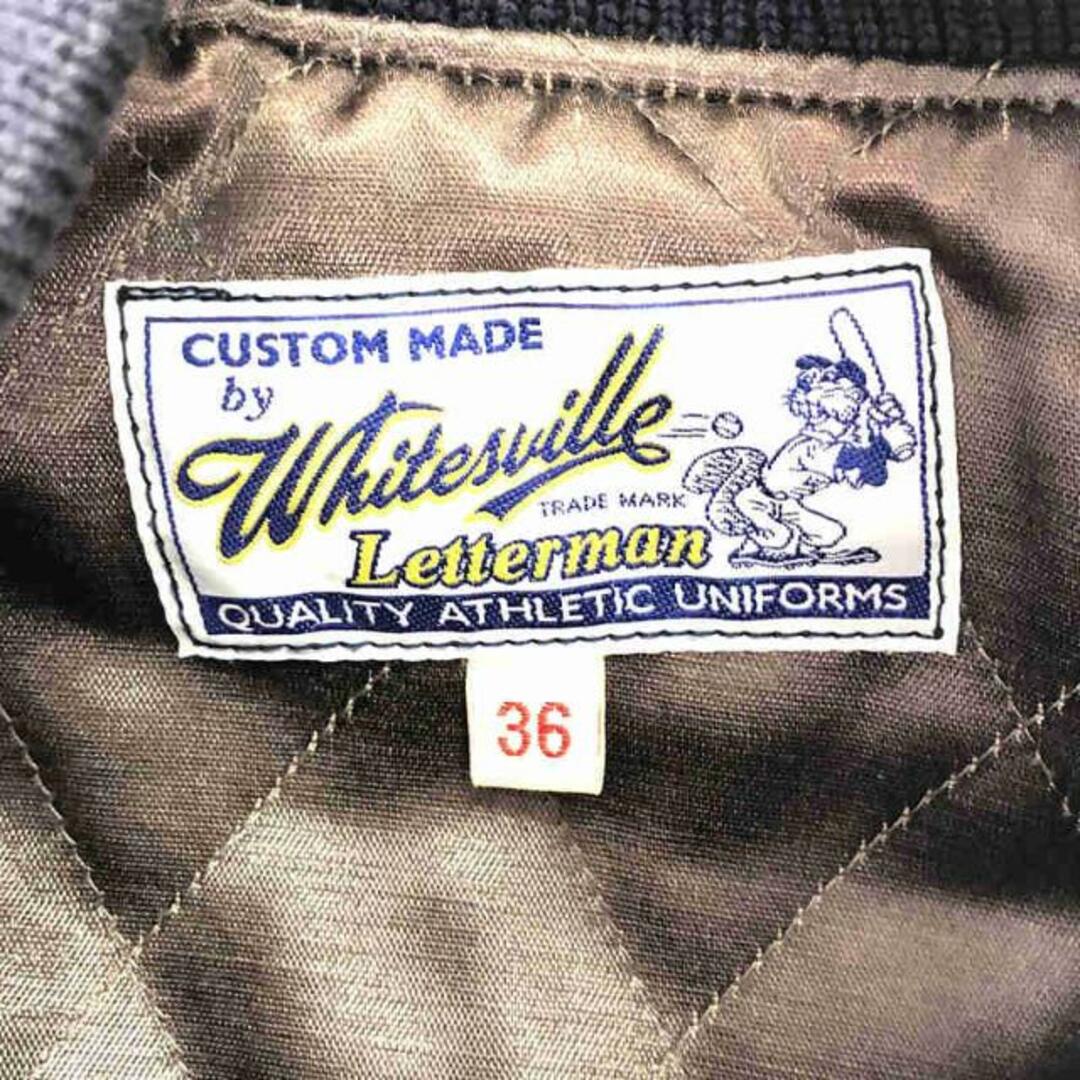 CUSTOM MADE
by
Whitesville
TRADE MARK
Letterman
QUALITY ATHLETIC UNIFORMS
36